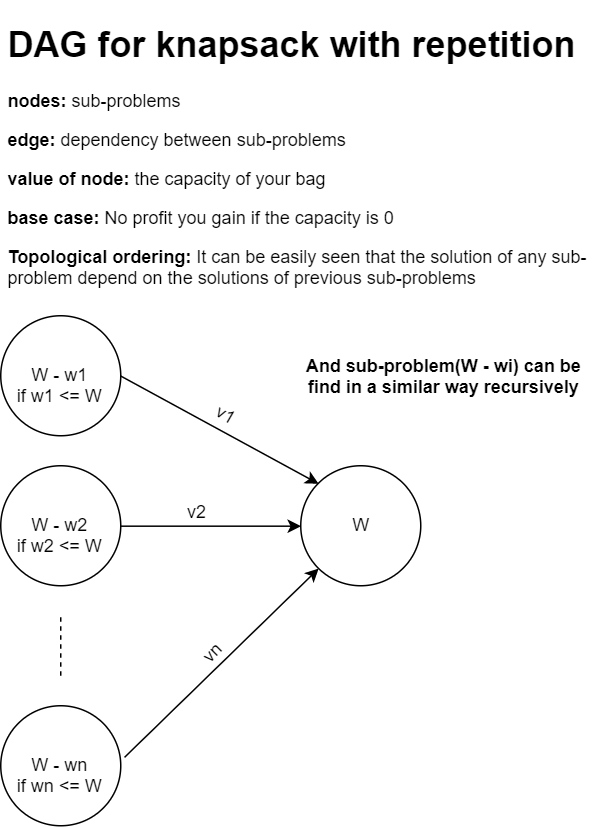 DAG for knapsack with repetition
nodes: sub-problems
edge: dependency between sub-problems
value of node: the capacity of your bag
base case: No profit you gain if the capacity is 0
Topological ordering: It can be easily seen that the solution of any sub-
problem depend on the solutions of previous sub-problems
And sub-problem(W - wi) can be
find in a similar way recursively
W - w1
if w1 <= W
v1
W - w2
if w2 <= W
v2
W
vn
W - wn
if wn <= W